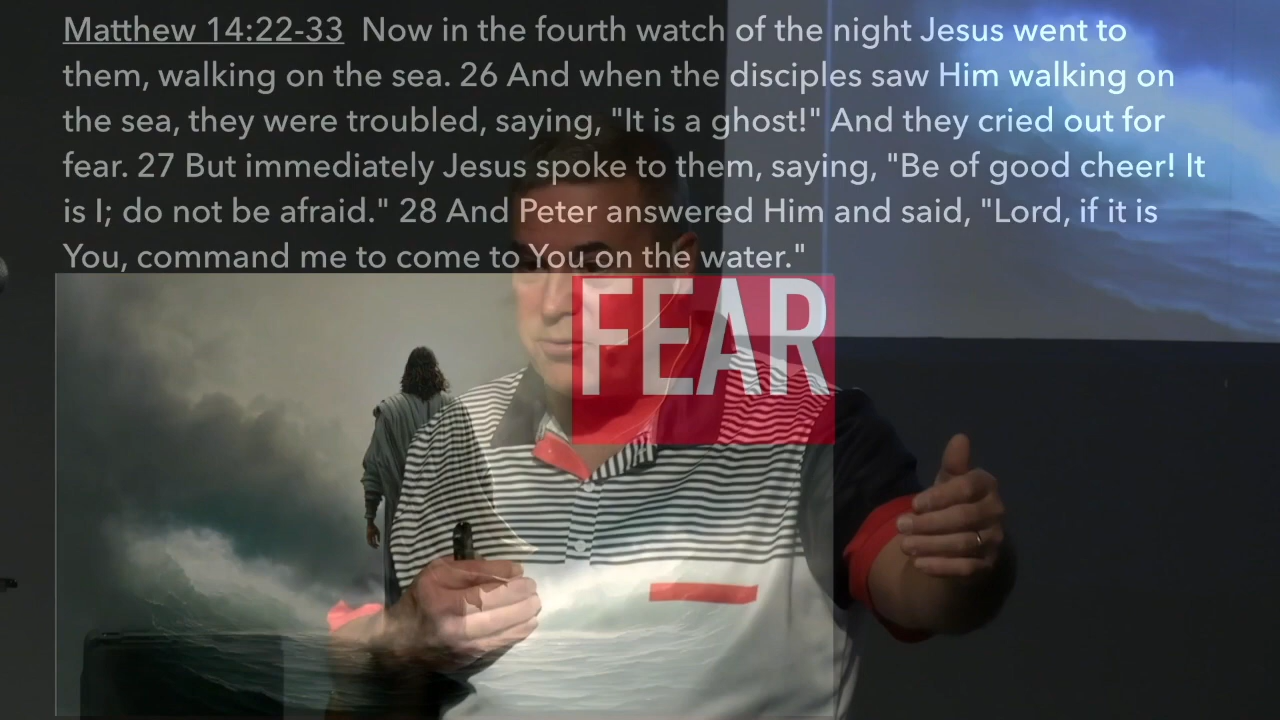 Matthew 14:22-33 Now in the fourth watch of the night Jesus went to
them, walking on the sea. 26 And when the disciples saw Him walking on
the sea, they were troubled, saying, "It is a ghost!" And they cried out for
fear. 27 But immediately Jesus spoke to them, saying, "Be of good cheer! It
is I; do not be afraid." 28 And Peter answered Him and said, "Lord, if it is
You, command me to come to You on the water."
FEAR